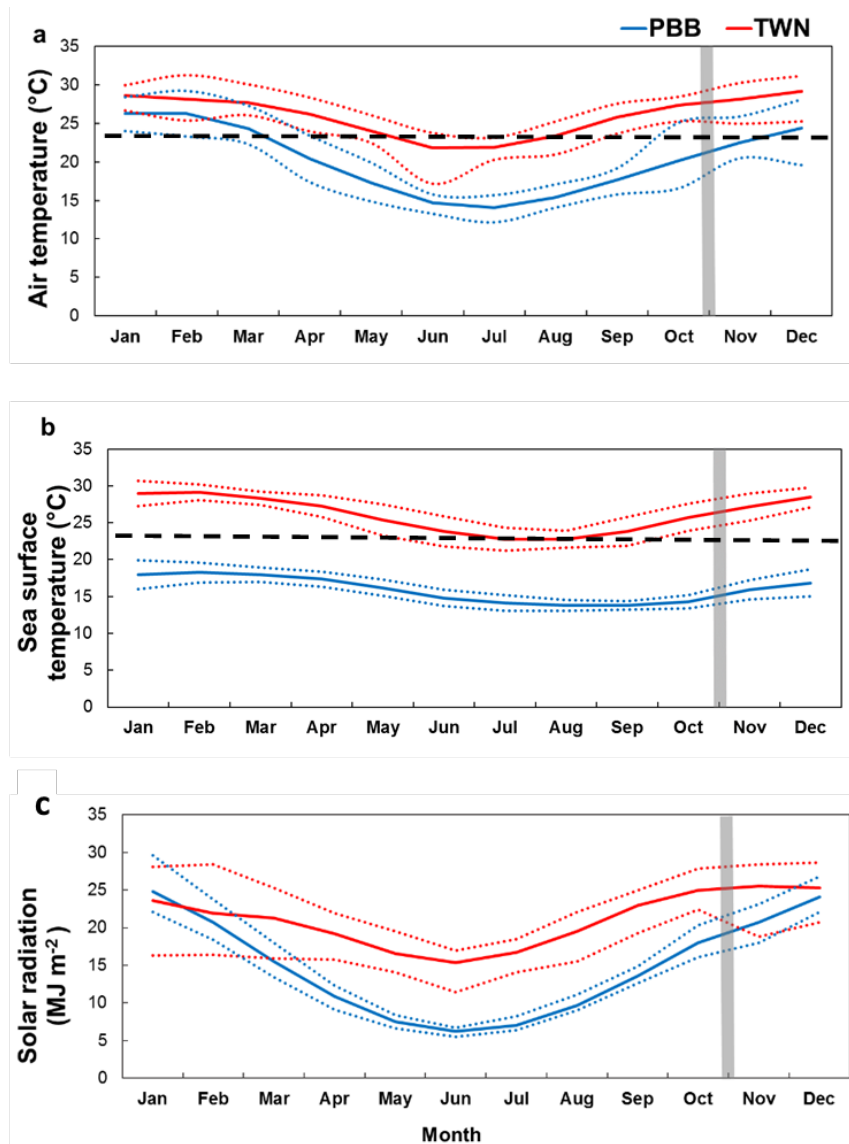 a
PBB TWN
Air temperature (°C)
35
30
25
20
15
10
5
0
Jan Feb Mar Apr May Jun Jul Aug Sep Oct Nov Dec
b
Sea surface
temperature (°C)
35
30
25
20
15
10
5
0
Jan Feb Mar Apr May Jun Jul Aug Sep Oct Nov Dec
c
Solar radiation
(MJ m⁻²)
35
30
25
20
15
10
5
0
Jan Feb Mar Apr May Jun Jul Aug Sep Oct Nov Dec
Month